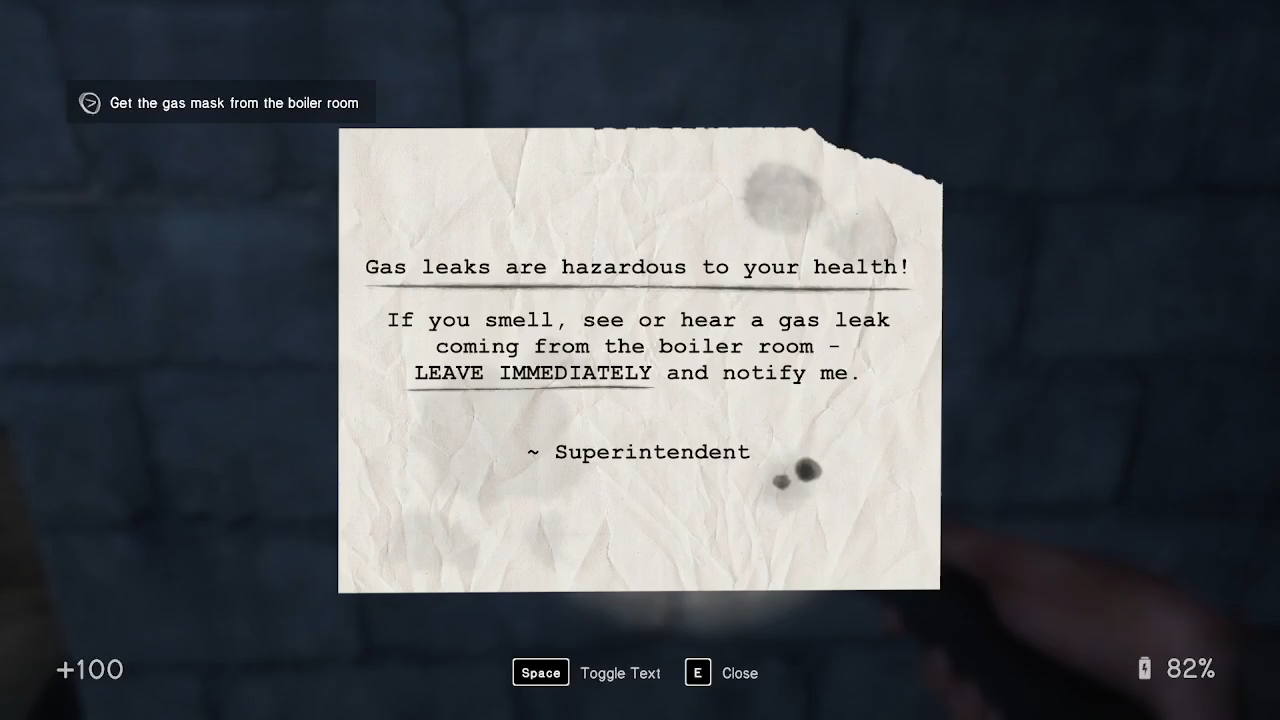 Get the gas mask from the boiler room
Gas leaks are hazardous to your health!
If you smell, see or hear a gas leak
coming from the boiler room -
LEAVE IMMEDIATELY and notify me.
~ Superintendent
+100
Space Toggle Text E Close
82%